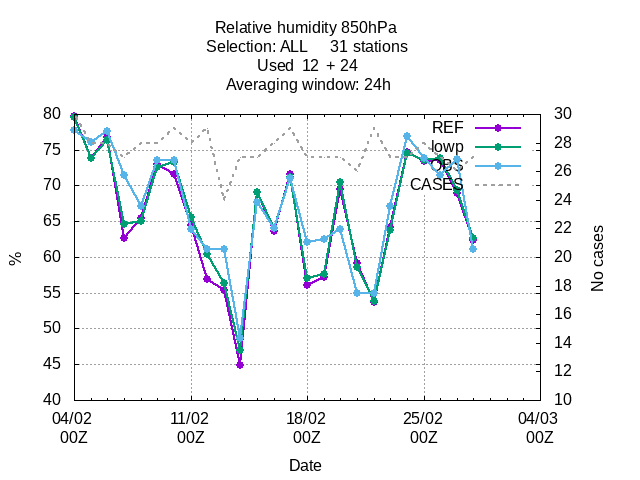 Relative humidity 850hPa
Selection: ALL 31 stations
Used 12 + 24
Averaging window: 24h
80 30
REF
75 28
lowp
OBS
70 26
CASES
24
65 22
60 20
55 18
16
50 14
45 12
40 10
%
No cases
04/02 11/02 18/02 25/02 04/03
00Z 00Z 00Z 00Z 00Z
Date